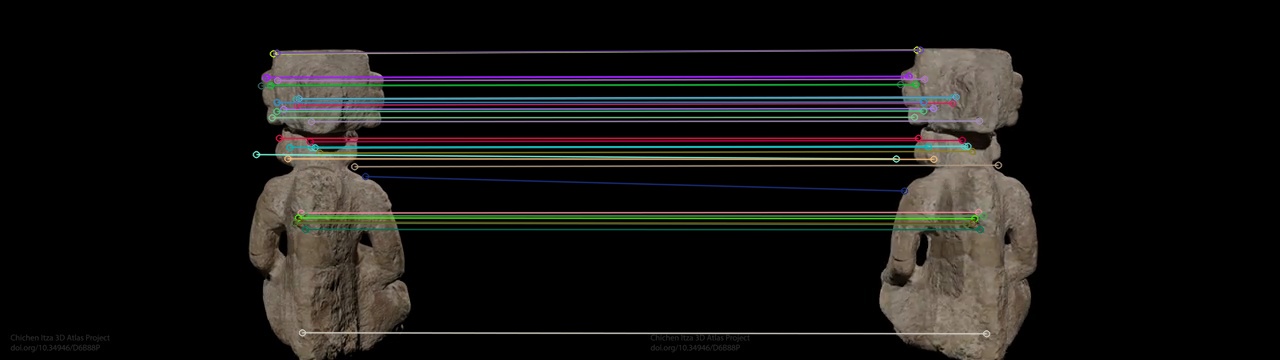 Chichen Itza 3D Atlas Project
doi.org/10.34946/D6B88P
Chichen Itza 3D Atlas Project
doi.org/10.34946/D6B88P